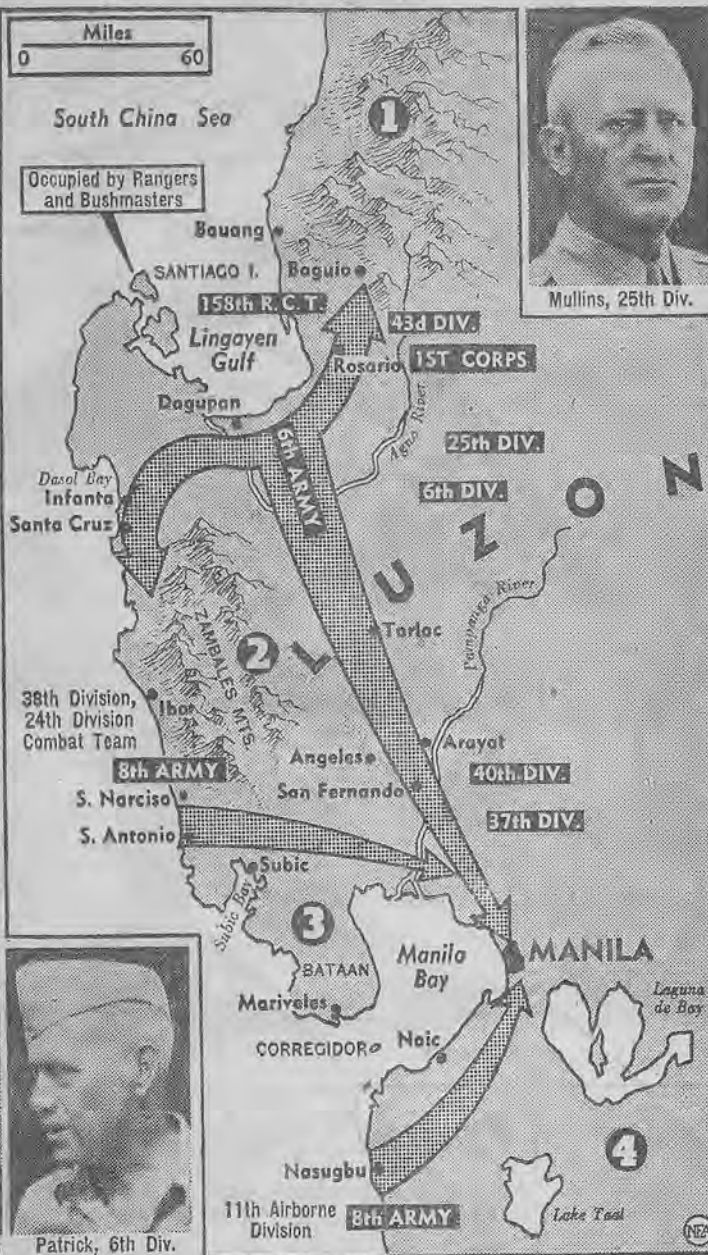 Miles
0 60
South China Sea
Occupied by Rangers
and Bushmasters
1
Mullins, 25th Div.
Bauang
SANTIAGO I.
Baguio
158th R.C.T.
Lingayen
Gulf
43d DIV.
Rosario
1ST CORPS
Dagupan
Agno River
6th ARMY
25th DIV.
6th DIV.
Dasol Bay
Infanta
Santa Cruz
LUZON
Pampanga River
Tarlac
2
ZAMBALES MTS.
38th Division,
24th Division
Combat Team
Iba
8th ARMY
Angeles
Arayat
40th DIV.
San Fernando
S. Narciso
37th DIV.
S. Antonio
Subic
Subic Bay
3
BATAAN
Manila
Bay
MANILA
Mariveles
Laguna
de Bay
CORREGIDOR
Naic
4
Nasugbu
11th Airborne
Division
8th ARMY
Lake Taal
NEA
Patrick, 6th Div.